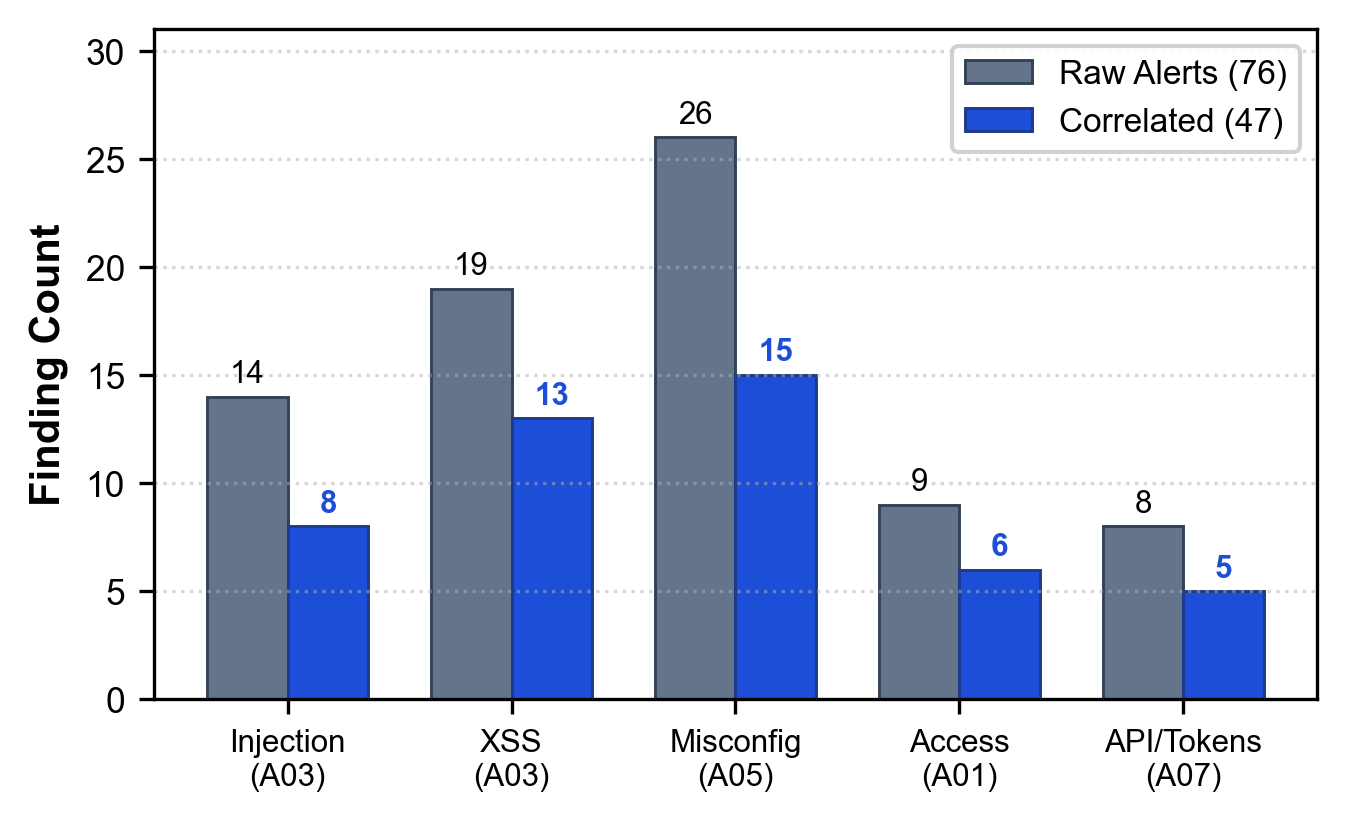 Finding Count
30
25
20
15
10
5
0
Raw Alerts (76)
Correlated (47)
14
8
19
13
26
15
9
6
8
5
Injection
(A03)
XSS
(A03)
Misconfig
(A05)
Access
(A01)
API/Tokens
(A07)